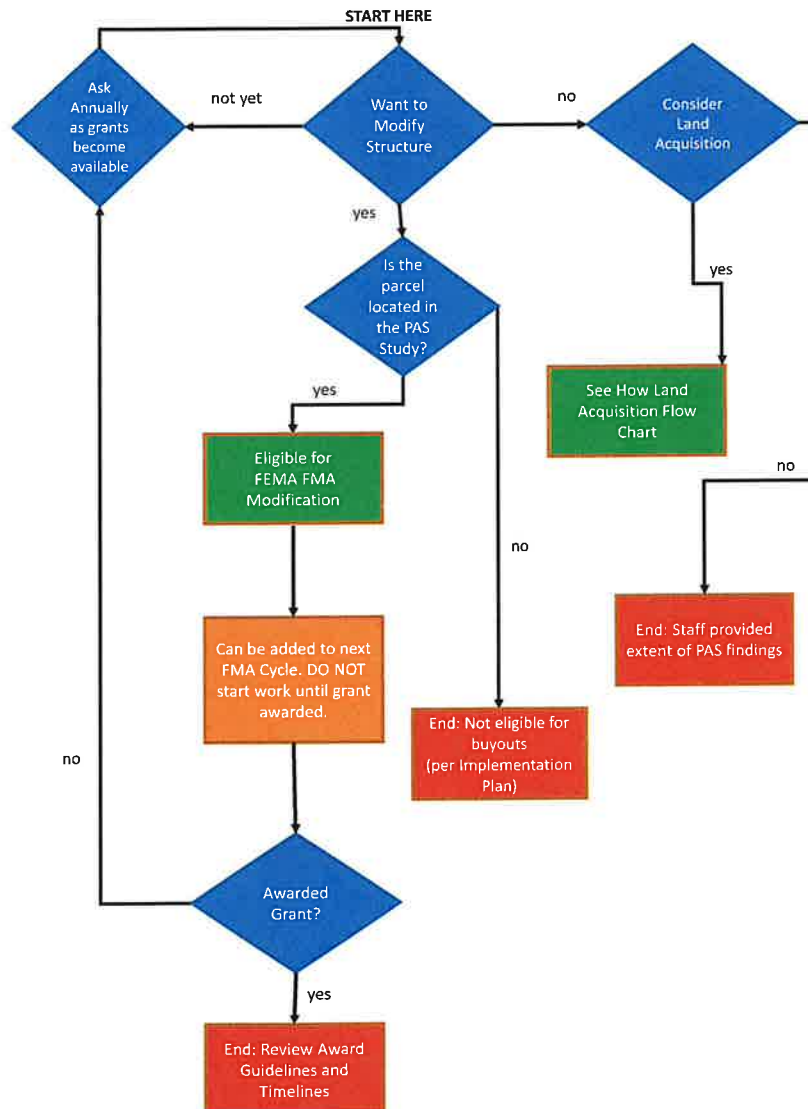 START HERE
Ask
Annually
as grants
become
available
not yet
Want to
Modify
Structure
no
Consider
Land
Acquisition
yes
Is the
parcel
located in
the PAS
Study?
yes
See How Land
Acquisition Flow
Chart
yes
Eligible for
FEMA FMA
Modification
no
no
Can be added to next
FMA Cycle. DO NOT
start work until grant
awarded.
End: Staff provided
extent of PAS findings
End: Not eligible for
buyouts
(per Implementation
Plan)
no
Awarded
Grant?
yes
End: Review Award
Guidelines and
Timelines